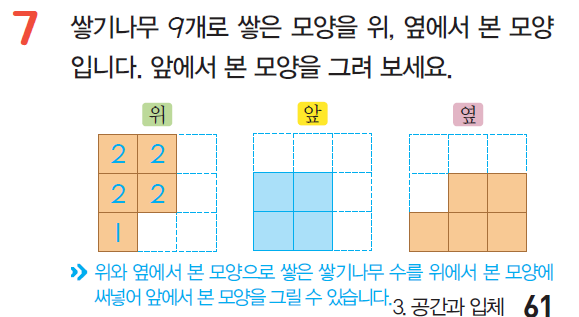 7 쌓기나무 9개로 쌓은 모양을 위, 옆에서 본 모양
입니다. 앞에서 본 모양을 그려 보세요.
위 앞 옆
2 2
2 2
1
위와 옆에서 본 모양으로 쌓은 쌓기나무 수를 위에서 본 모양에
써넣어 앞에서 본 모양을 그릴 수 있습니다.
3. 공간과 입체 61